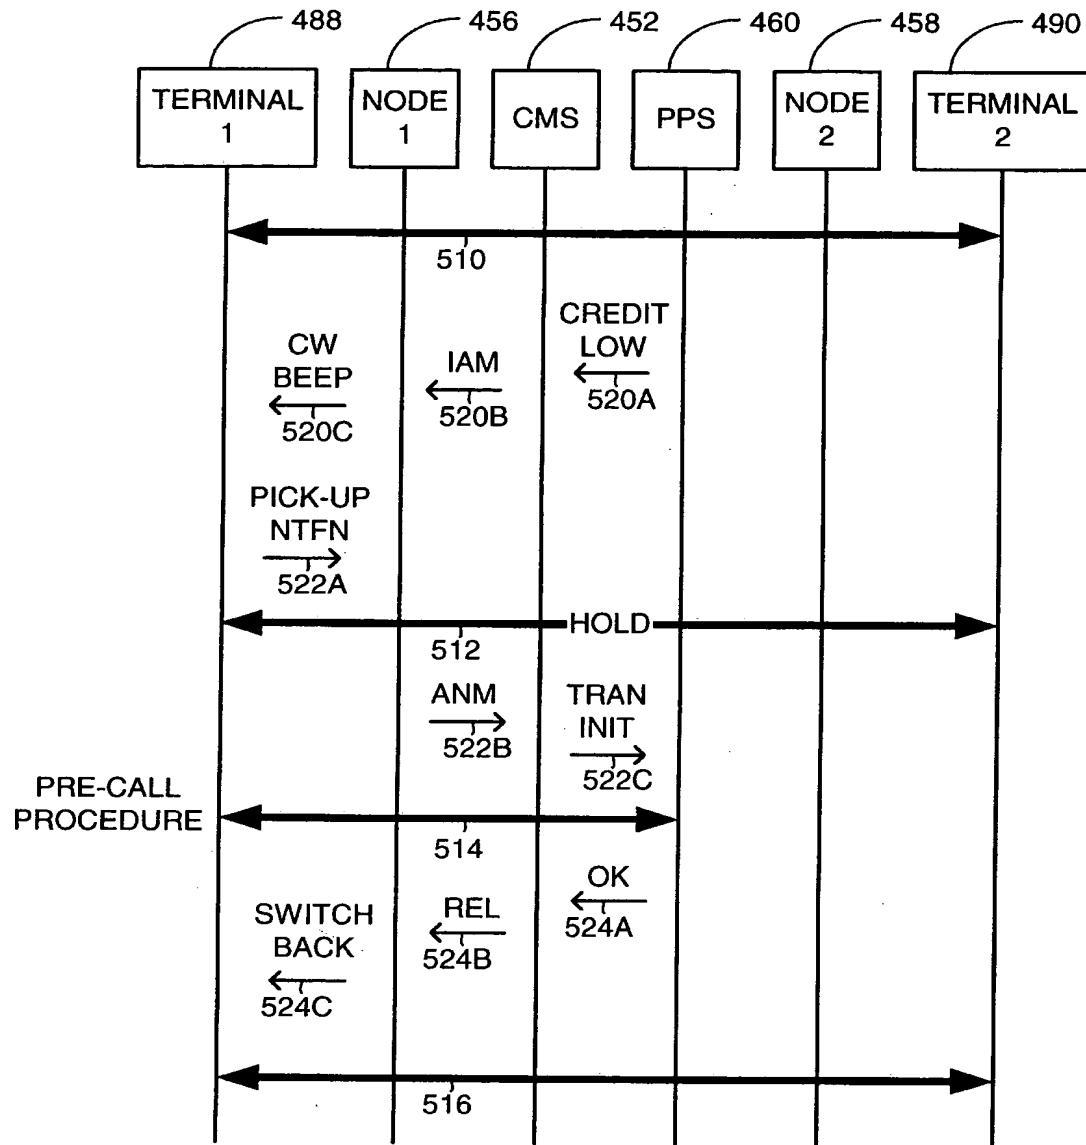 488
456
452
460
458
490
TERMINAL
1
NODE
1
CMS
PPS
NODE
2
TERMINAL
2
510
CREDIT
LOW
520A
IAM
520B
CW
BEEP
520C
PICK-UP
NTFN
522A
HOLD
512
ANM
522B
TRAN
INIT
522C
PRE-CALL
PROCEDURE
514
OK
524A
REL
524B
SWITCH
BACK
524C
516